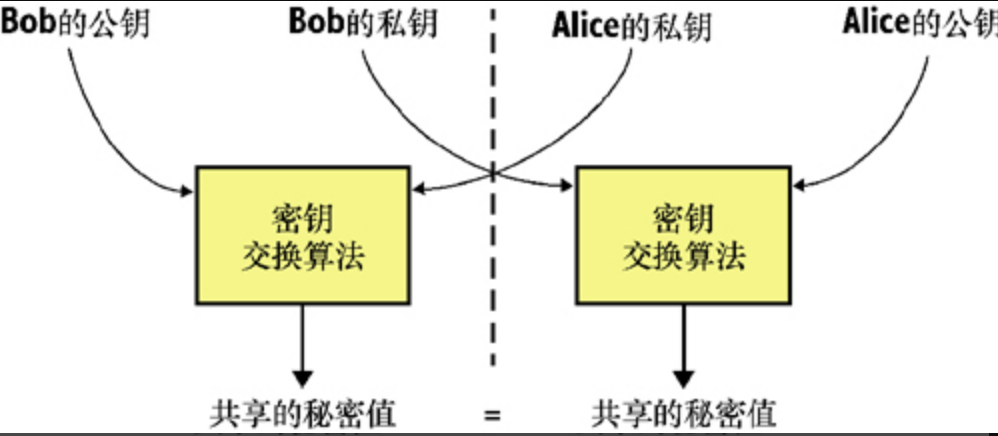 Bob的公钥
Bob的私钥
Alice的私钥
Alice的公钥
密钥
交换算法
密钥
交换算法
共享的秘密值 = 共享的秘密值